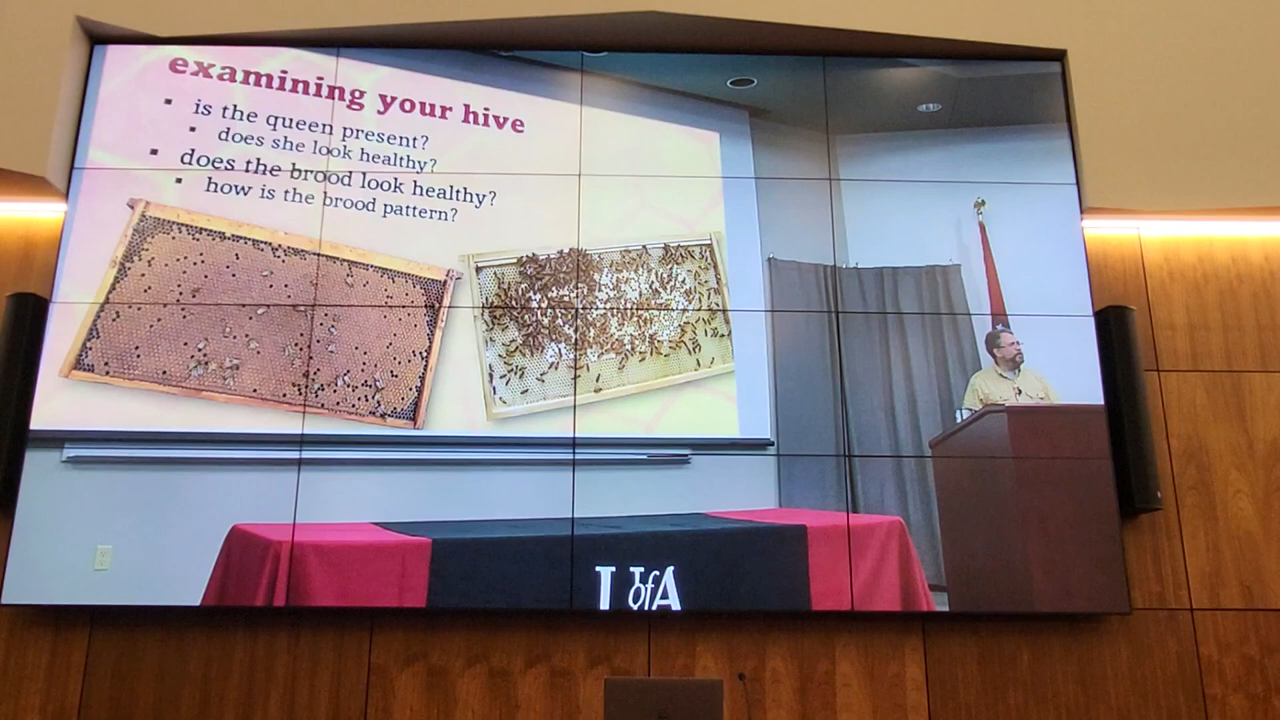 examining your hive
▪ is the queen present?
▪ does she look healthy?
▪ does the brood look healthy?
▪ how is the brood pattern?
U of A